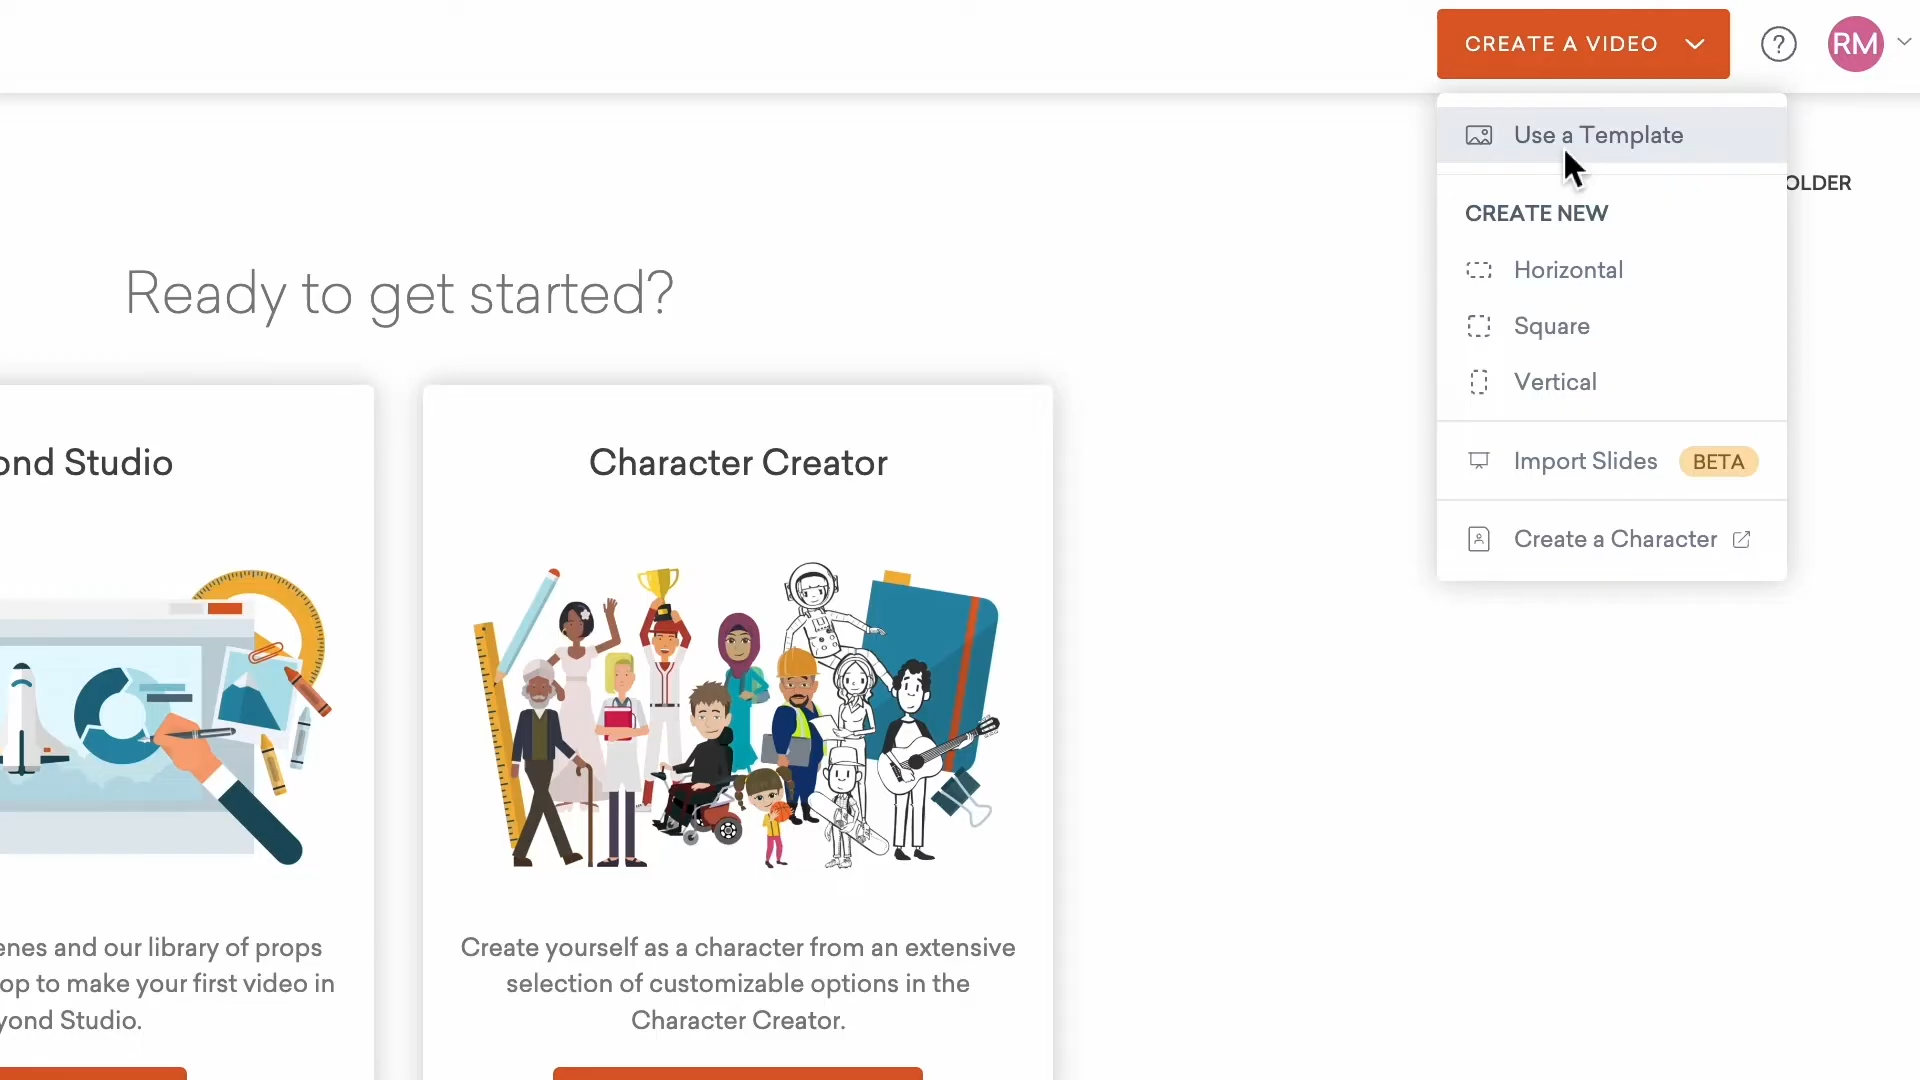 CREATE A VIDEO
?
RM
Use a Template
OLDER
CREATE NEW
Horizontal
Square
Vertical
Import Slides BETA
Create a Character
Ready to get started?
ond Studio
enes and our library of props
op to make your first video in
yond Studio.
Character Creator
Create yourself as a character from an extensive
selection of customizable options in the
Character Creator.